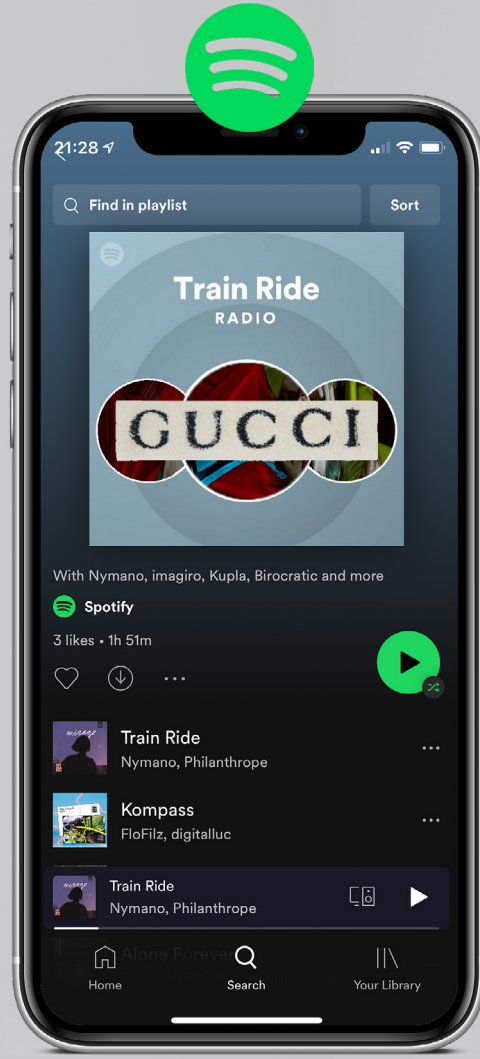 21:28
Find in playlist
Sort
Train Ride
RADIO
GUCCI
With Nymano, imagiro, Kupla, Birocratic and more
Spotify
3 likes • 1h 51m
mirage
Train Ride
Nymano, Philanthrope
Kompass
FloFilz, digitalluc
mirage
Train Ride
Nymano, Philanthrope
Alone Forever
Home
Search
Your Library